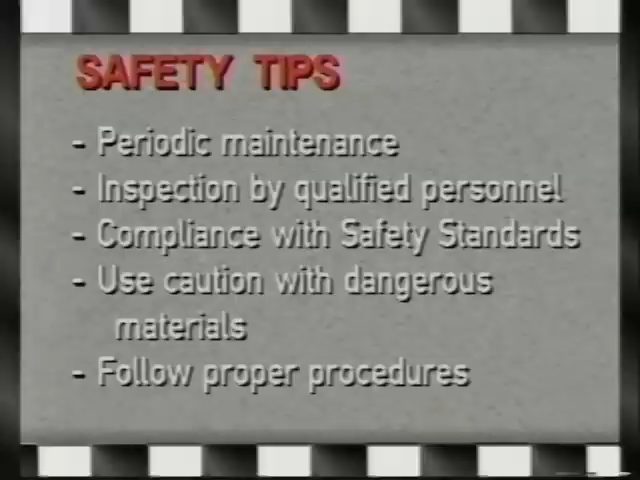 SAFETY TIPS
- Periodic maintenance
- Inspection by qualified personnel
- Compliance with Safety Standards
- Use caution with dangerous
materials
- Follow proper procedures